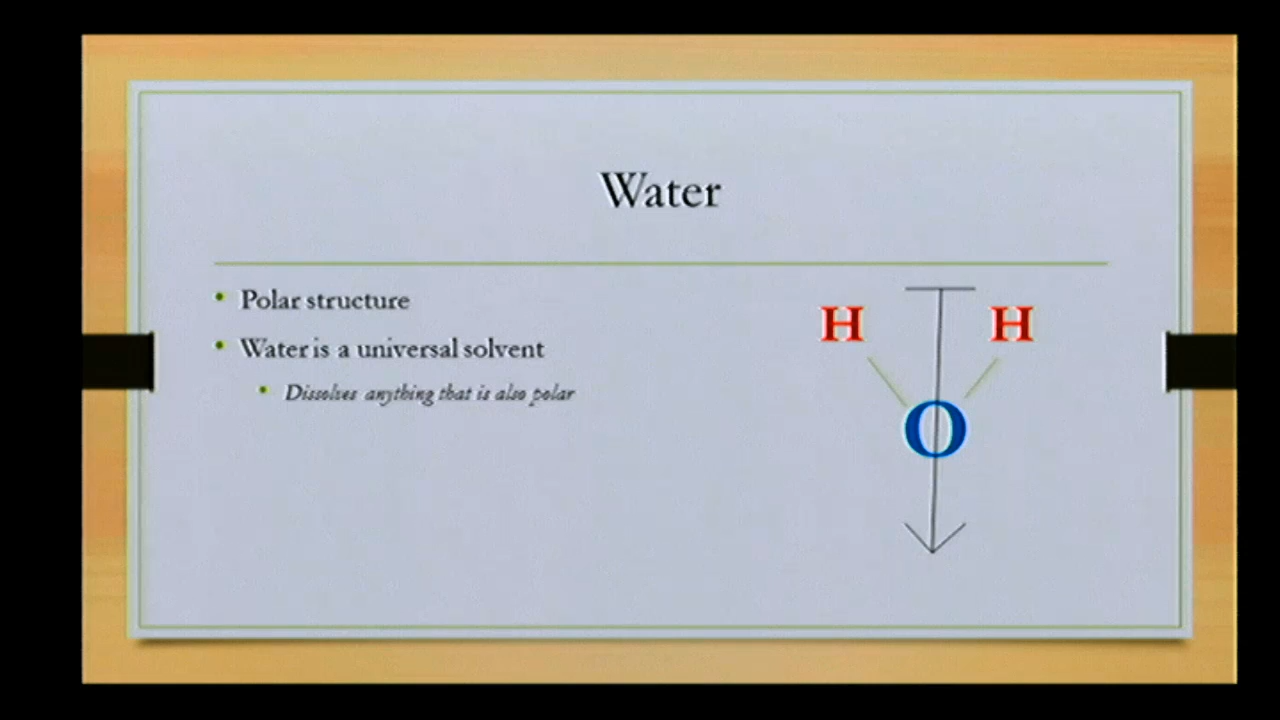 Water
Polar structure
Water is a universal solvent
Dissolves anything that is also polar
H H
O